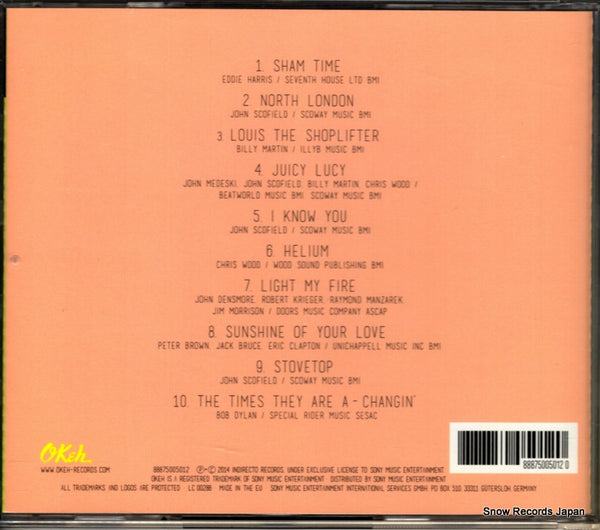 1. SHAM TIME
EDDIE HARRIS / SEVENTH HOUSE LTD BMI
2. NORTH LONDON
JOHN SCOFIELD / SCOWAY MUSIC BMI
3. LOUIS THE SHOPLIFTER
BILLY MARTIN / ILLYB MUSIC BMI
4. JUICY LUCY
JOHN MEDESKI, JOHN SCOFIELD, BILLY MARTIN, CHRIS WOOD /
BEATWORLD MUSIC BMI, SCOWAY MUSIC BMI
5. I KNOW YOU
JOHN SCOFIELD / SCOWAY MUSIC BMI
6. HELIUM
CHRIS WOOD / WOOD SOUND PUBLISHING BMI
7. LIGHT MY FIRE
JOHN DENSMORE, ROBERT KRIEGER, RAYMOND MANZAREK
JIM MORRISON / DOORS MUSIC COMPANY ASCAP
8. SUNSHINE OF YOUR LOVE
PETER BROWN, JACK BRUCE, ERIC CLAPTON / UNICHAPPELL MUSIC INC BMI
9. STOVETOP
JOHN SCOFIELD / SCOWAY MUSIC BMI
10. THE TIMES THEY ARE A - CHANGIN'
BOB DYLAN / SPECIAL RIDER MUSIC SESAC
OKeh
WWW.OKEH-RECORDS.COM 88875005012 ℗ + © 2014 INDIRECTO RECORDS UNDER EXCLUSIVE LICENSE TO SONY MUSIC ENTERTAINMENT
OKEH IS A REGISTERED TRADEMARK OF SONY MUSIC ENTERTAINMENT DISTRIBUTED BY SONY MUSIC ENTERTAINMENT
ALL TRADEMARKS AND LOGOS ARE PROTECTED LC 00288 MADE IN THE EU SONY MUSIC ENTERTAINMENT INTERNATIONAL SERVICES GMBH. PO BOX 510. 33311 GÜTERSLOH. GERMANY
88875005012 0
Snow Records Japan